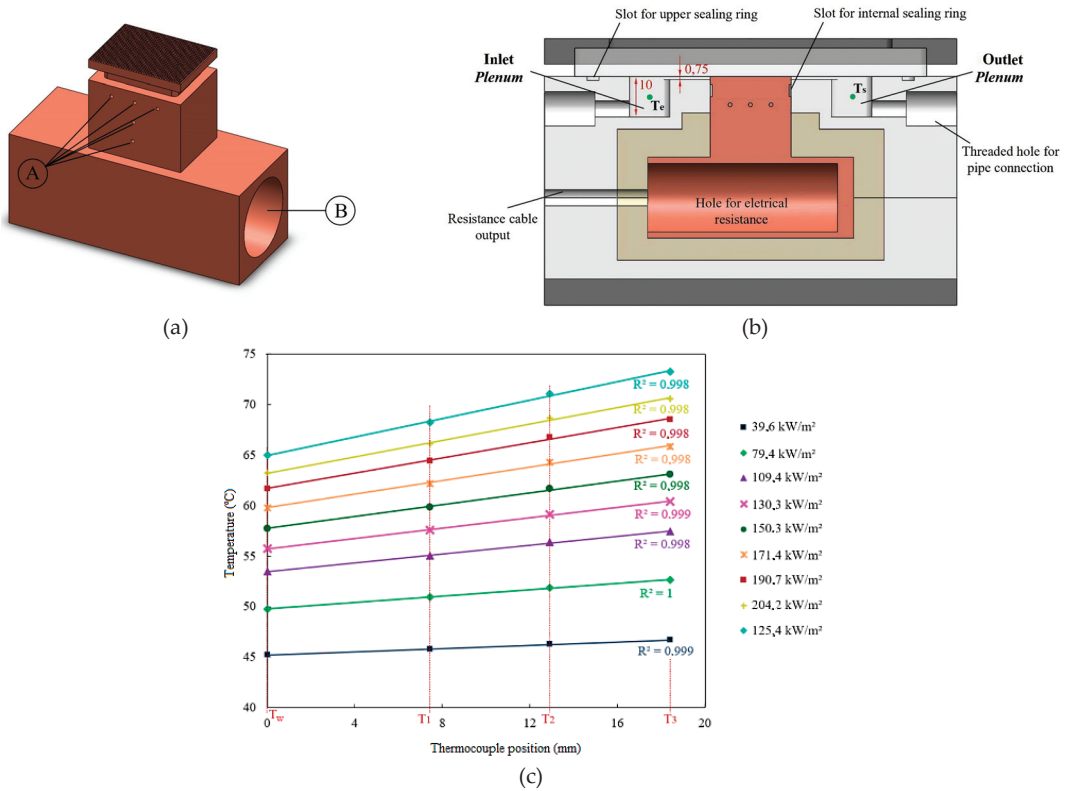 A
B
(a)
Slot for upper sealing ring
Slot for internal sealing ring
Inlet
Plenum
0,75
10
Te
Outlet
Plenum
Ts
Threaded hole for
pipe connection
Resistance cable
output
Hole for eletrical
resistance
(b)
Temperature (°C)
75
70
65
60
55
50
45
40
R² = 0.998
R² = 0.998
R² = 0.998
R² = 0.998
R² = 0.998
R² = 0.999
R² = 0.998
R² = 1
R² = 0.999
Tw
T1
T2
T3
0
4
8
12
16
20
Thermocouple position (mm)
39,6 kW/m²
79.4 kW/m²
109.4 kW/m²
130.3 kW/m²
150.3 kW/m²
171.4 kW/m²
190.7 kW/m²
204.2 kW/m²
125,4 kW/m²
(c)